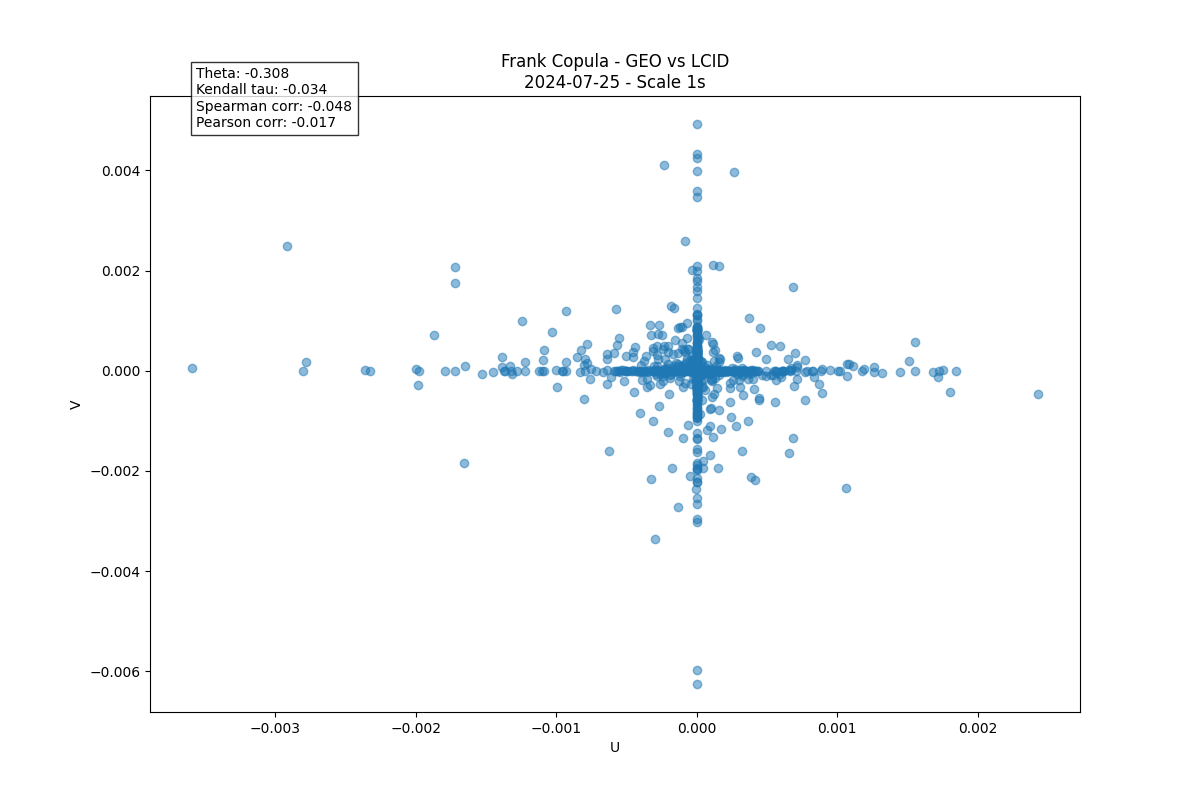 Frank Copula - GEO vs LCID
2024-07-25 - Scale 1s
Theta: -0.308
Kendall tau: -0.034
Spearman corr: -0.048
Pearson corr: -0.017
V
0.004
0.002
0.000
−0.002
−0.004
−0.006
−0.003
−0.002
−0.001
0.000
0.001
0.002
U